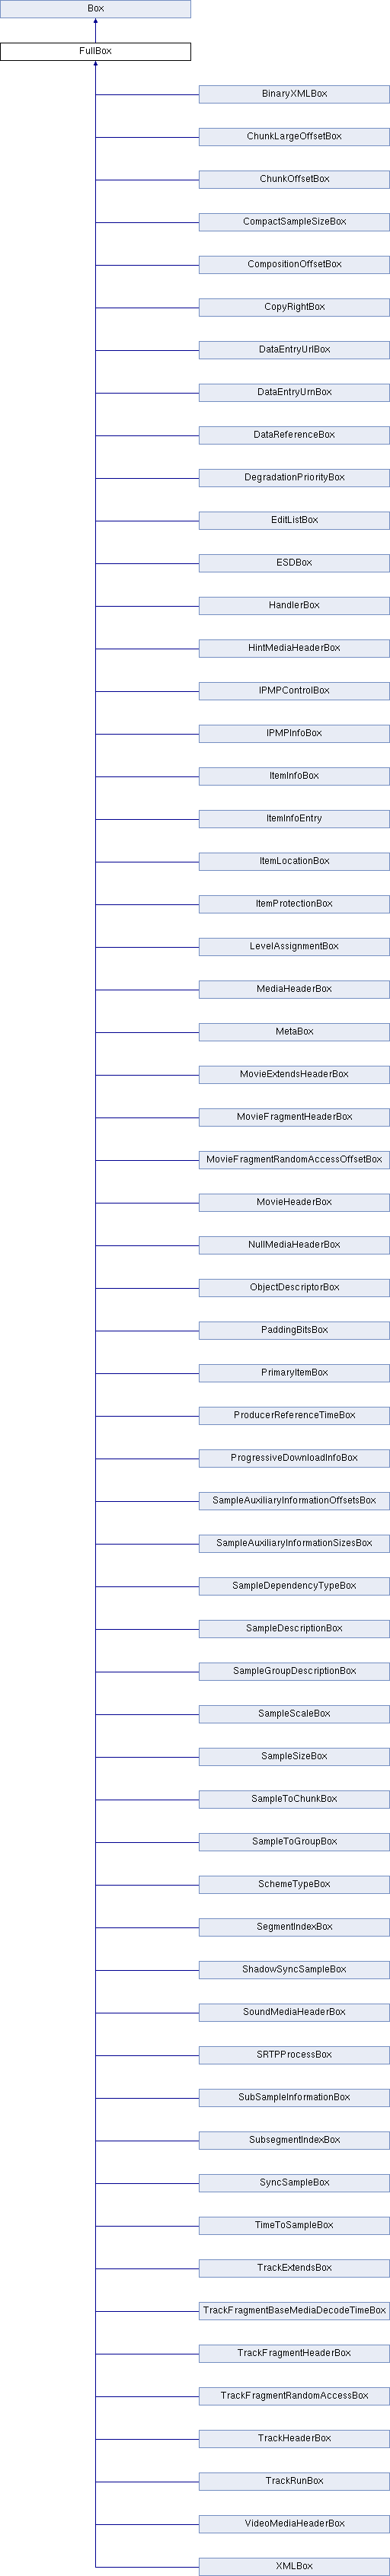 Box
FullBox
BinaryXMLBox
ChunkLargeOffsetBox
ChunkOffsetBox
CompactSampleSizeBox
CompositionOffsetBox
CopyRightBox
DataEntryUrlBox
DataEntryUrnBox
DataReferenceBox
DegradationPriorityBox
EditListBox
ESDBox
HandlerBox
HintMediaHeaderBox
IPMPControlBox
IPMPInfoBox
ItemInfoBox
ItemInfoEntry
ItemLocationBox
ItemProtectionBox
LevelAssignmentBox
MediaHeaderBox
MetaBox
MovieExtendsHeaderBox
MovieFragmentHeaderBox
MovieFragmentRandomAccessOffsetBox
MovieHeaderBox
NullMediaHeaderBox
ObjectDescriptorBox
PaddingBitsBox
PrimaryItemBox
ProducerReferenceTimeBox
ProgressiveDownloadInfoBox
SampleAuxiliaryInformationOffsetsBox
SampleAuxiliaryInformationSizesBox
SampleDependencyTypeBox
SampleDescriptionBox
SampleGroupDescriptionBox
SampleScaleBox
SampleSizeBox
SampleToChunkBox
SampleToGroupBox
SchemeTypeBox
SegmentIndexBox
ShadowSyncSampleBox
SoundMediaHeaderBox
SRTPProcessBox
SubSampleInformationBox
SubsegmentIndexBox
SyncSampleBox
TimeToSampleBox
TrackExtendsBox
TrackFragmentBaseMediaDecodeTimeBox
TrackFragmentHeaderBox
TrackFragmentRandomAccessBox
TrackHeaderBox
TrackRunBox
VideoMediaHeaderBox
XMLBox